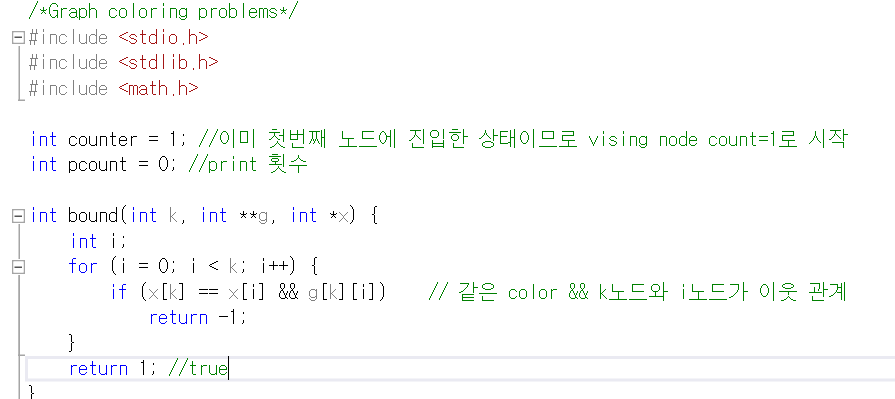 /*Graph coloring problems*/
#include <stdio.h>
#include <stdlib.h>
#include <math.h>
int counter = 1; //이미 첫번째 노드에 진입한 상태이므로 vising node count=1로 시작
int pcount = 0; //print 횟수
int bound(int k, int **g, int *x) {
int i;
for (i = 0; i < k; i++) {
if (x[k] == x[i] && g[k][i]) // 같은 color && k노드와 i노드가 이웃 관계
return -1;
}
return 1; //true
}